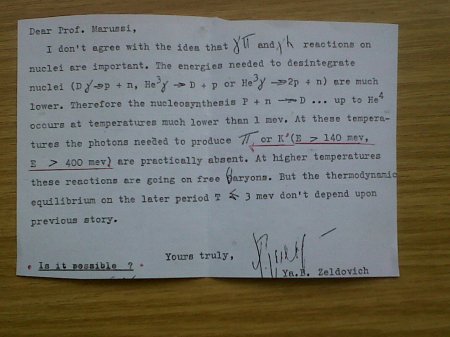 Dear Prof. Marussi,
I don't agree with the idea that γπ and γk reactions on
nuclei are important. The energies needed to desintegrate
nuclei (Dγ→p + n, He³γ → D + p or He³γ→2p + n) are much
lower. Therefore the nucleosynthesis P + n → D ... up to He⁴
occurs at temperatures much lower than 1 mev. At these tempera-
tures the photons needed to produce π or K (E > 140 mev,
E > 400 mev) are practically absent. At higher temperatures
these reactions are going on free baryons. But the thermodynamic
equilibrium on the later period T < 3 mev don't depend upon
previous story.
Yours truly,
Ya.B. Zeldovich
Is it possible ?